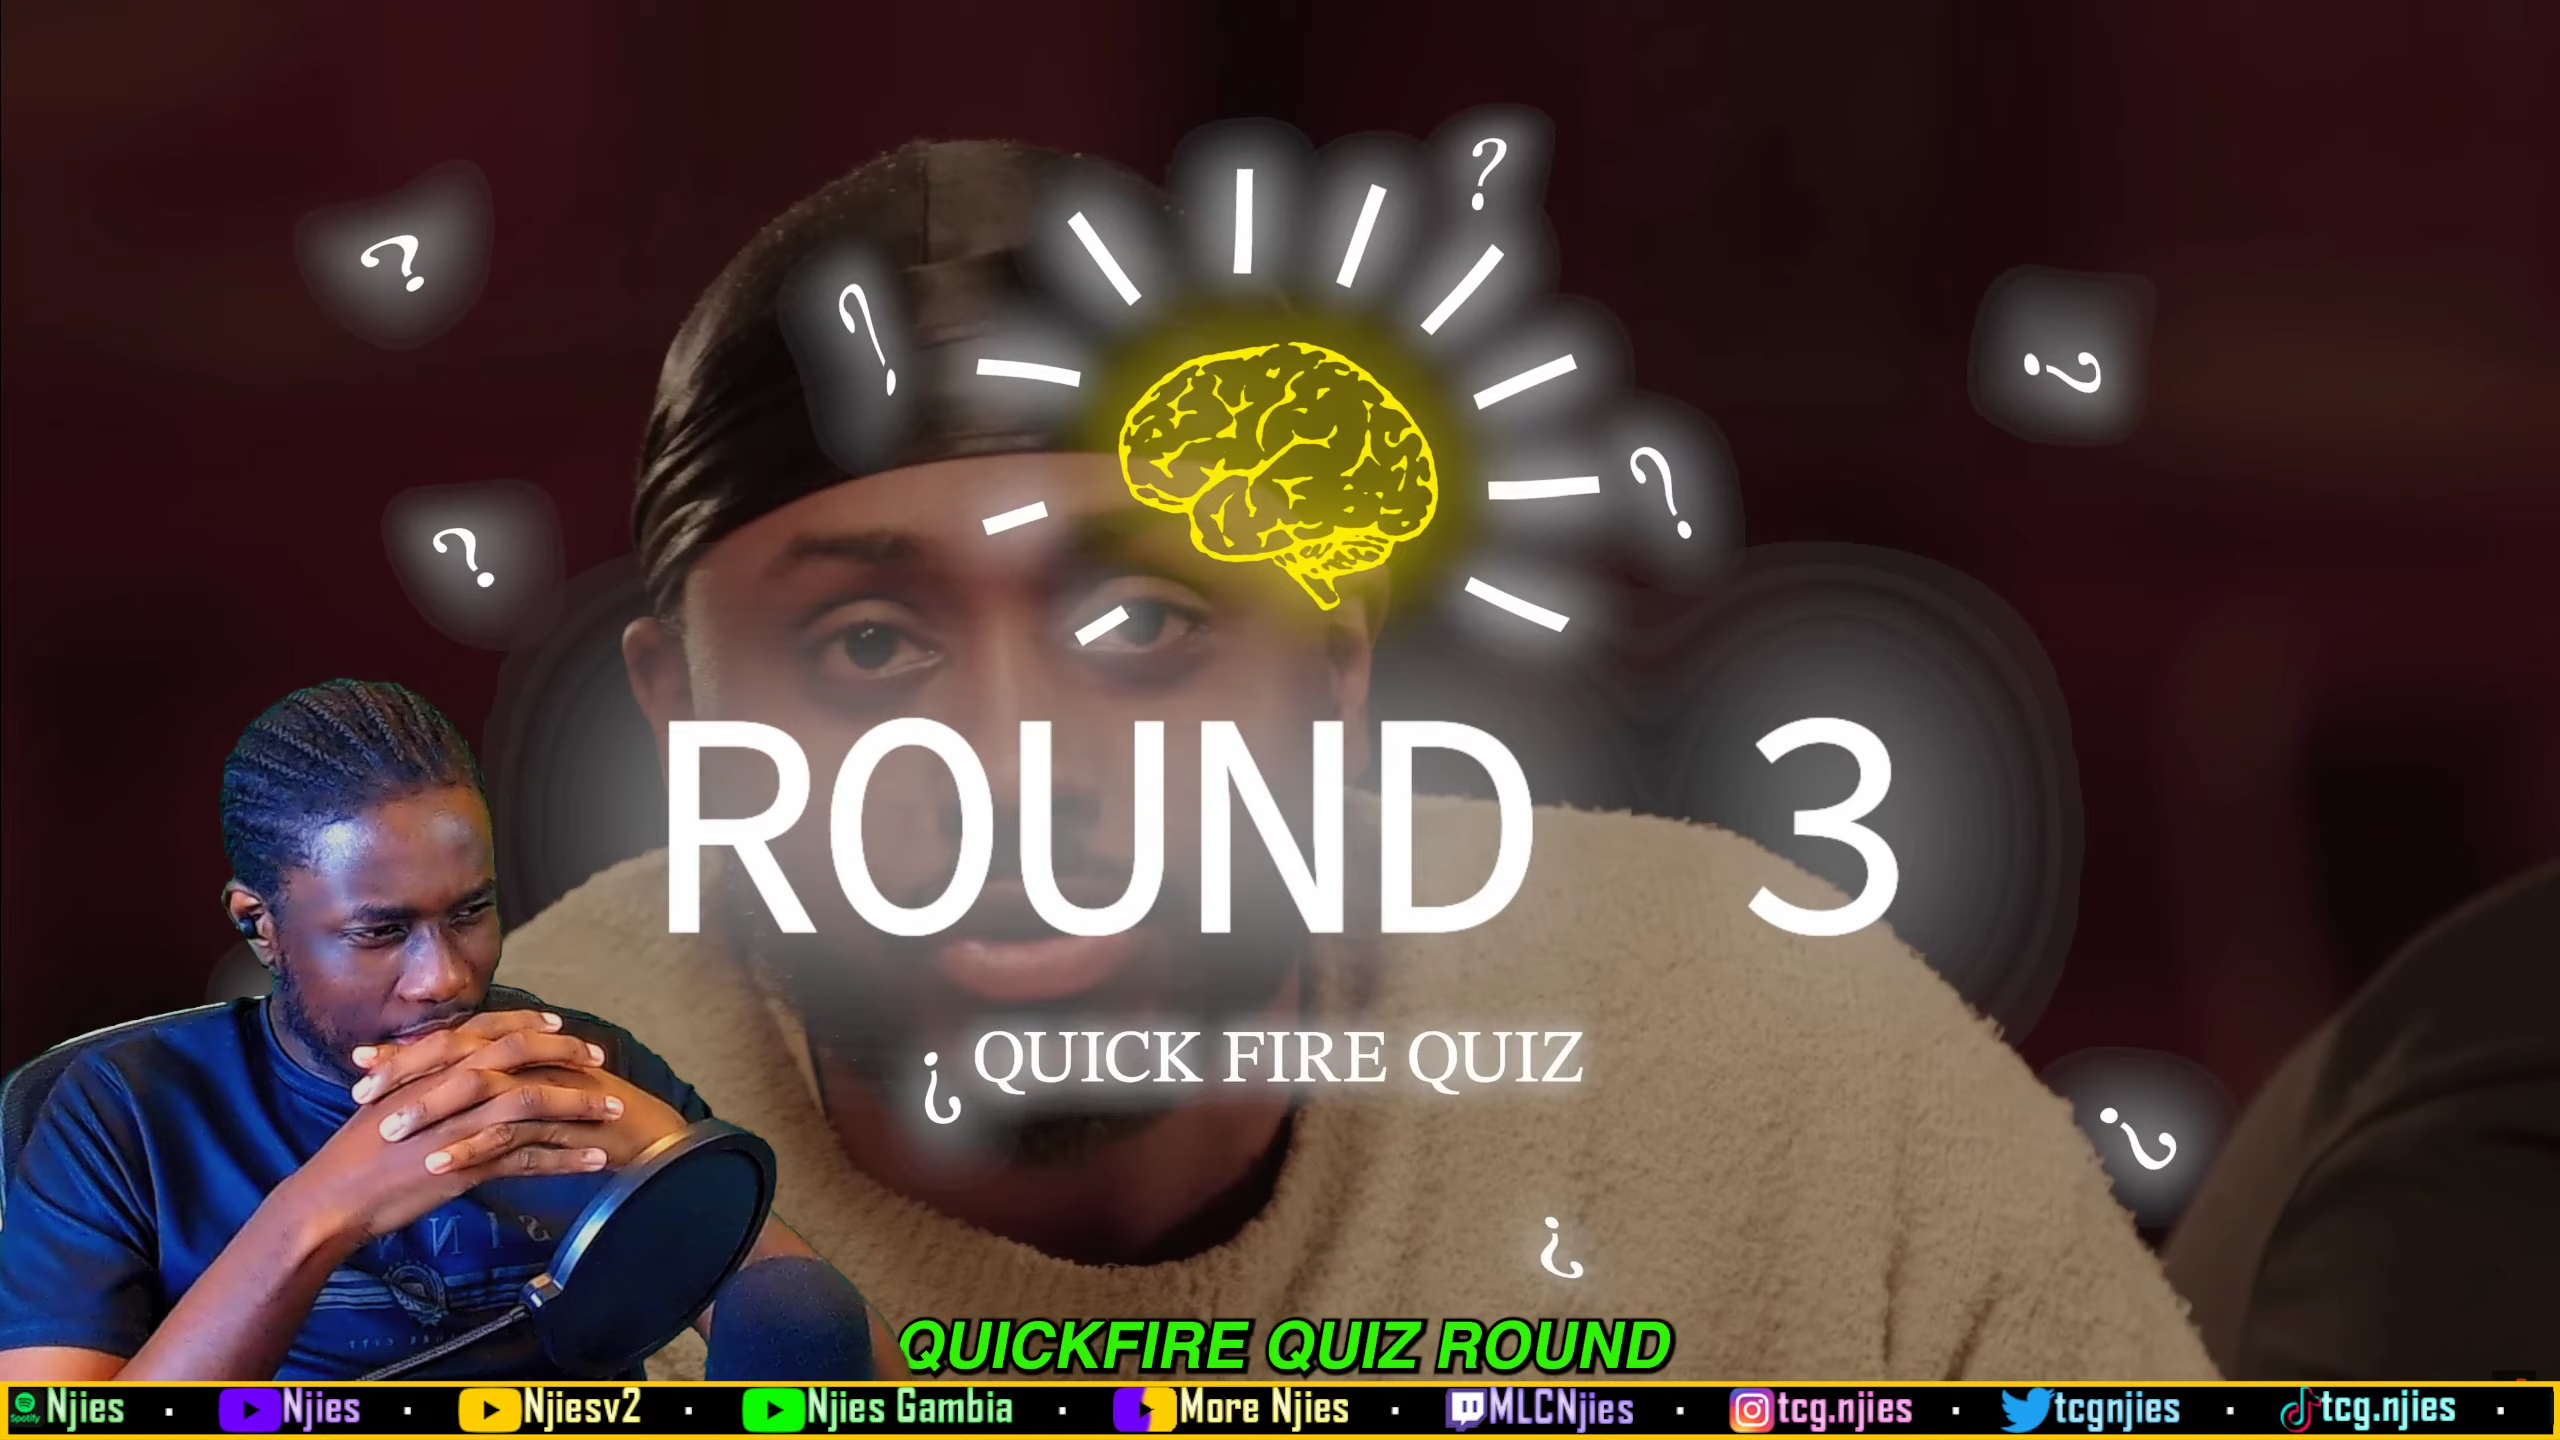 ROUND 3
QUICK FIRE QUIZ
QUICKFIRE QUIZ ROUND
Spotify Njies · Njies · Njiesv2 · Njies Gambia · More Njies · MLCNjies · tcg.njies · tcgnjies · tcg.njies ·